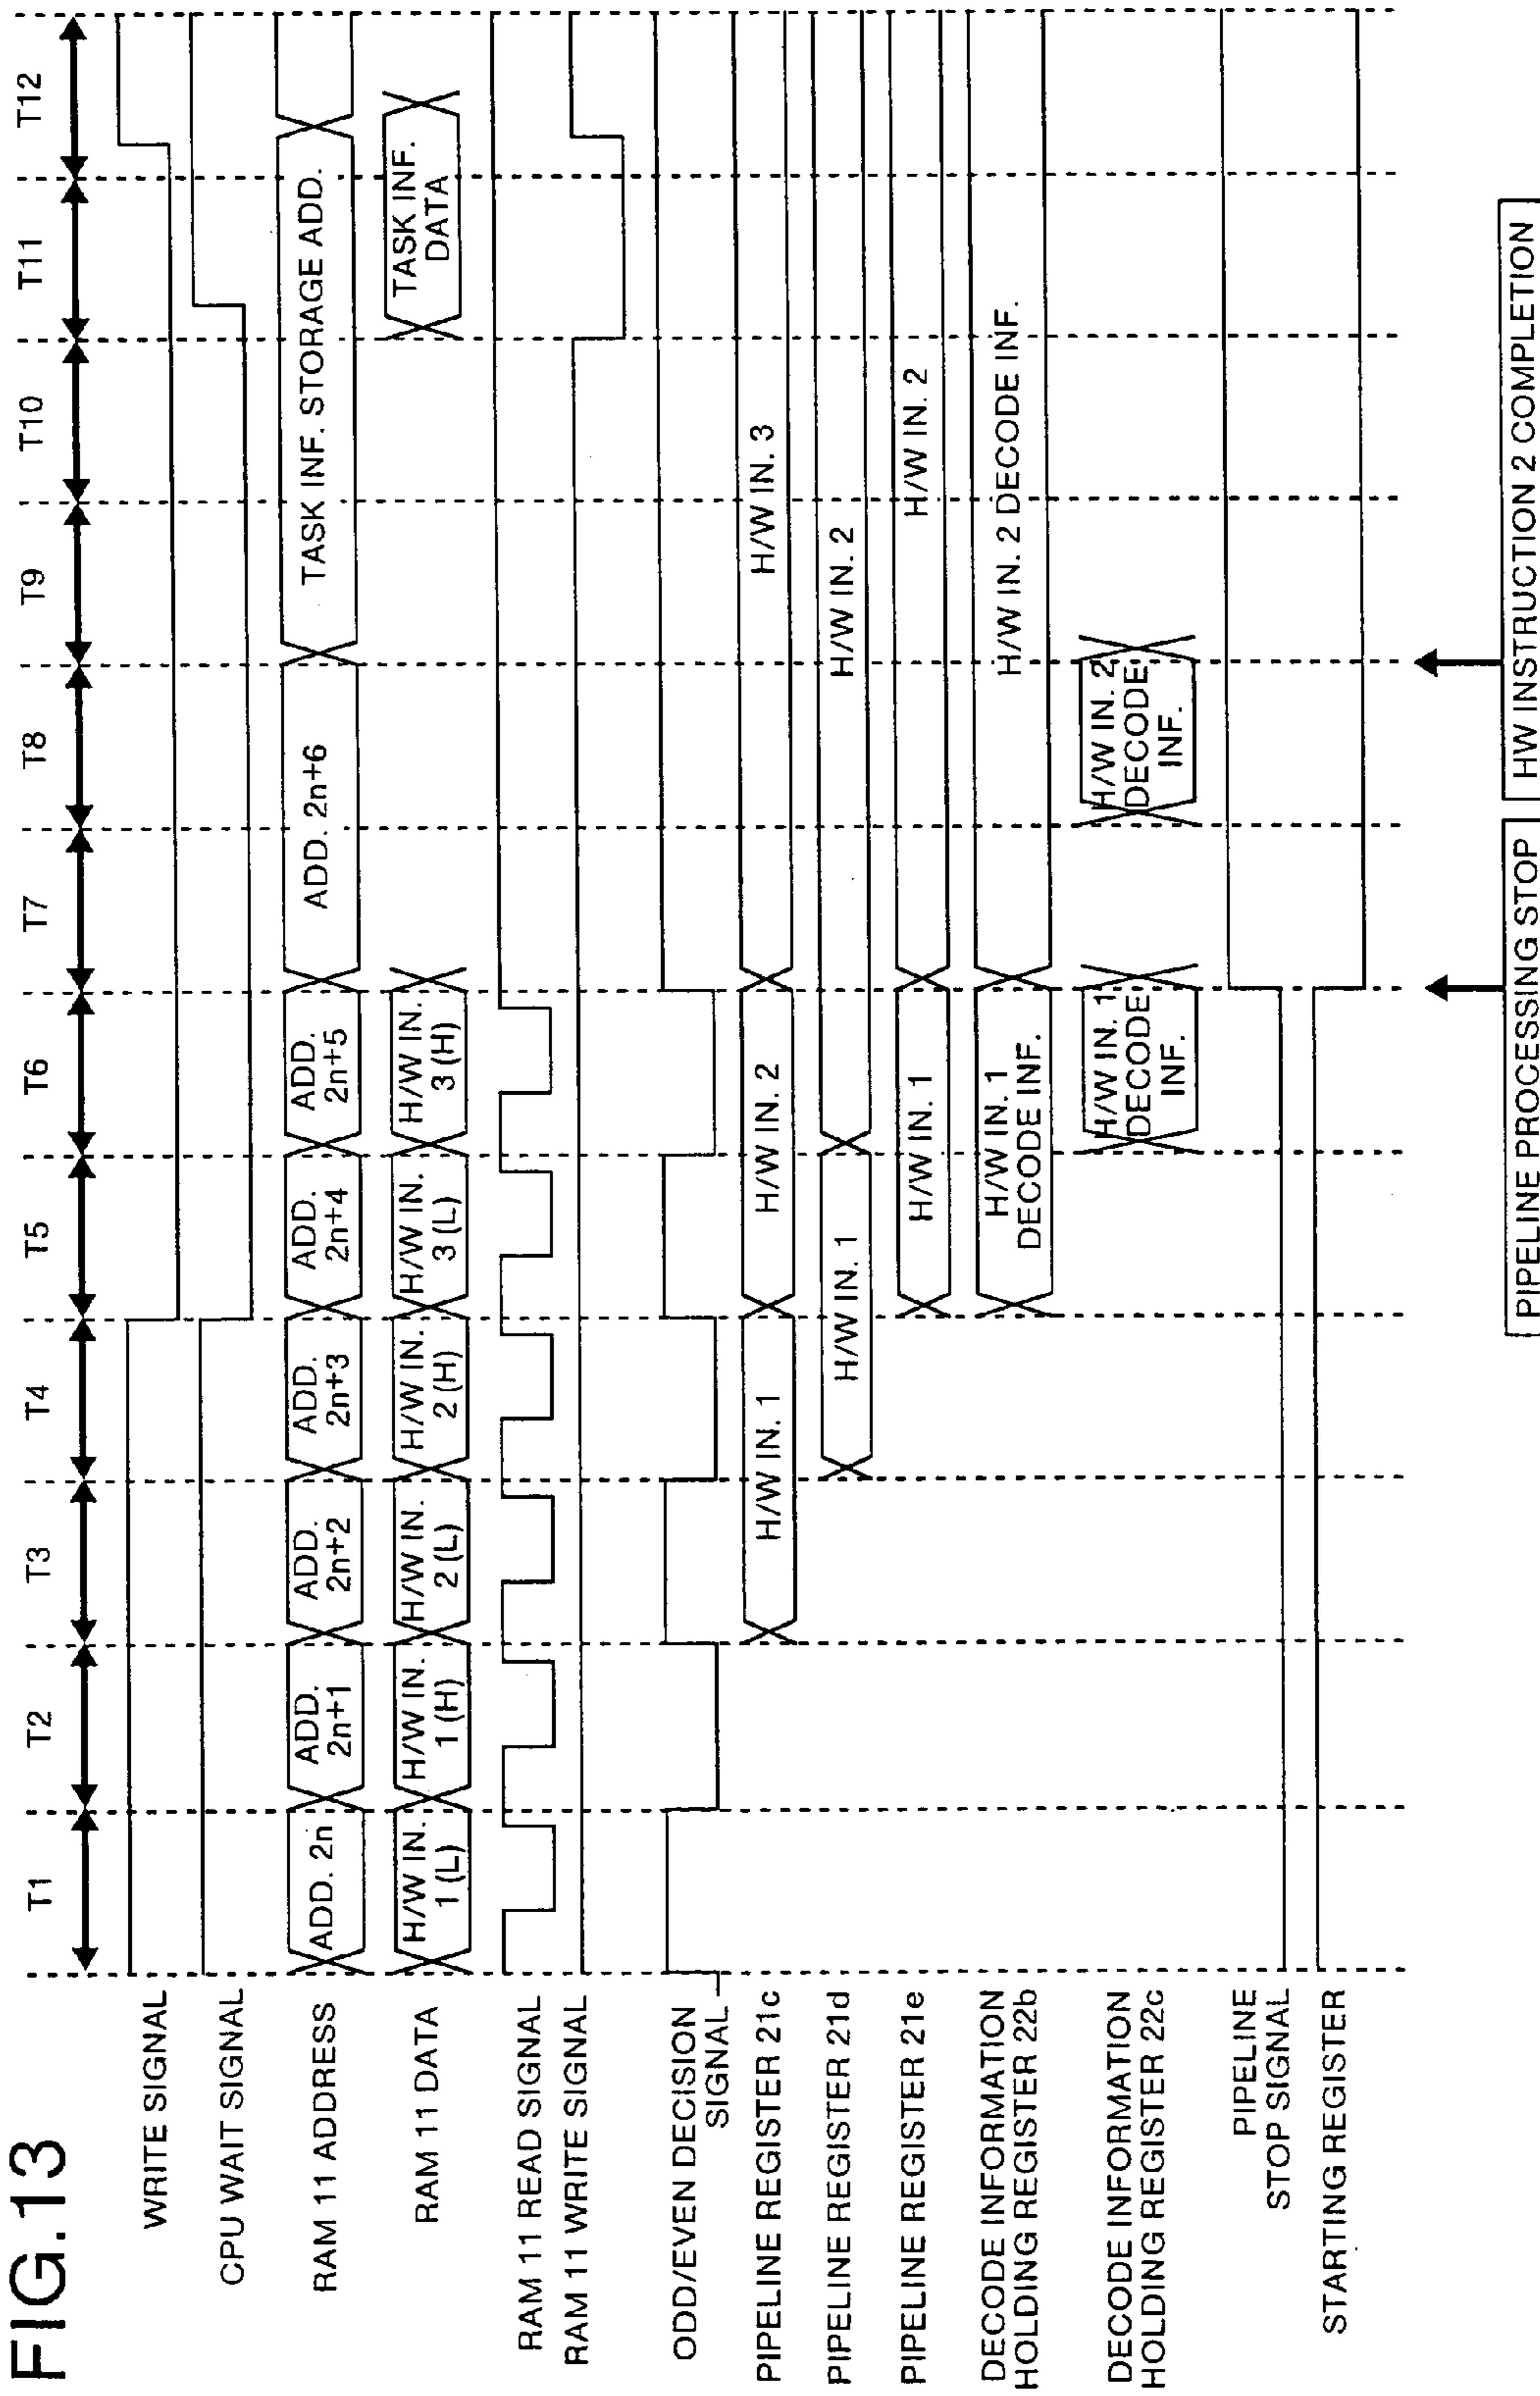 FIG.13
T1 T2 T3 T4 T5 T6 T7 T8 T9 T10 T11 T12
WRITE SIGNAL
CPU WAIT SIGNAL
RAM 11 ADDRESS
ADD. 2n
ADD.
2n+1
ADD.
2n+2
ADD.
2n+3
ADD.
2n+4
ADD.
2n+5
ADD. 2n+6
TASK INF. STORAGE ADD.
RAM 11 DATA
H/W IN.
1 (L)
H/W IN.
1 (H)
H/W IN.
2 (L)
H/W IN.
2 (H)
H/W IN.
3 (L)
H/W IN.
3 (H)
TASK INF.
DATA
RAM 11 READ SIGNAL
RAM 11 WRITE SIGNAL
ODD/EVEN DECISION
SIGNAL
PIPELINE REGISTER 21c
H/W IN. 1
H/W IN. 2
H/W IN. 3
PIPELINE REGISTER 21d
H/W IN. 1
H/W IN. 2
PIPELINE REGISTER 21e
H/W IN. 1
H/W IN. 2
DECODE INFORMATION
HOLDING REGISTER 22b
H/W IN. 1
DECODE INF.
H/W IN. 2 DECODE INF.
DECODE INFORMATION
HOLDING REGISTER 22c
H/W IN. 1
DECODE
INF.
H/W IN. 2
DECODE
INF.
PIPELINE
STOP SIGNAL
STARTING REGISTER
PIPELINE PROCESSING STOP
HW INSTRUCTION 2 COMPLETION